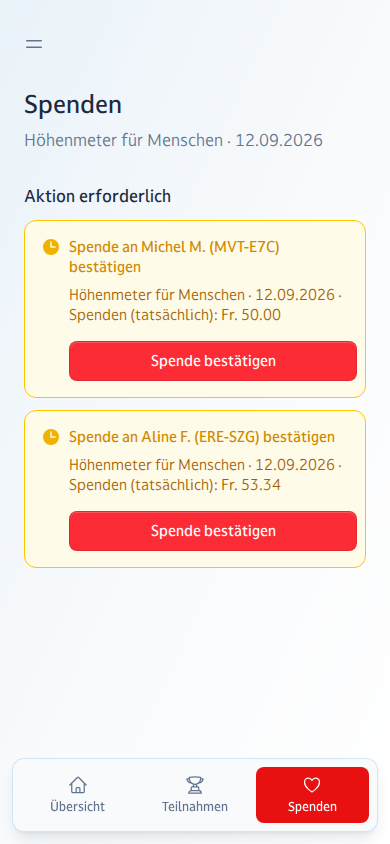 Spenden
Höhenmeter für Menschen · 12.09.2026
Aktion erforderlich
Spende an Michel M. (MVT-E7C)
bestätigen
Höhenmeter für Menschen · 12.09.2026 ·
Spenden (tatsächlich): Fr. 50.00
Spende bestätigen
Spende an Aline F. (ERE-SZG) bestätigen
Höhenmeter für Menschen · 12.09.2026 ·
Spenden (tatsächlich): Fr. 53.34
Spende bestätigen
Übersicht
Teilnahmen
Spenden